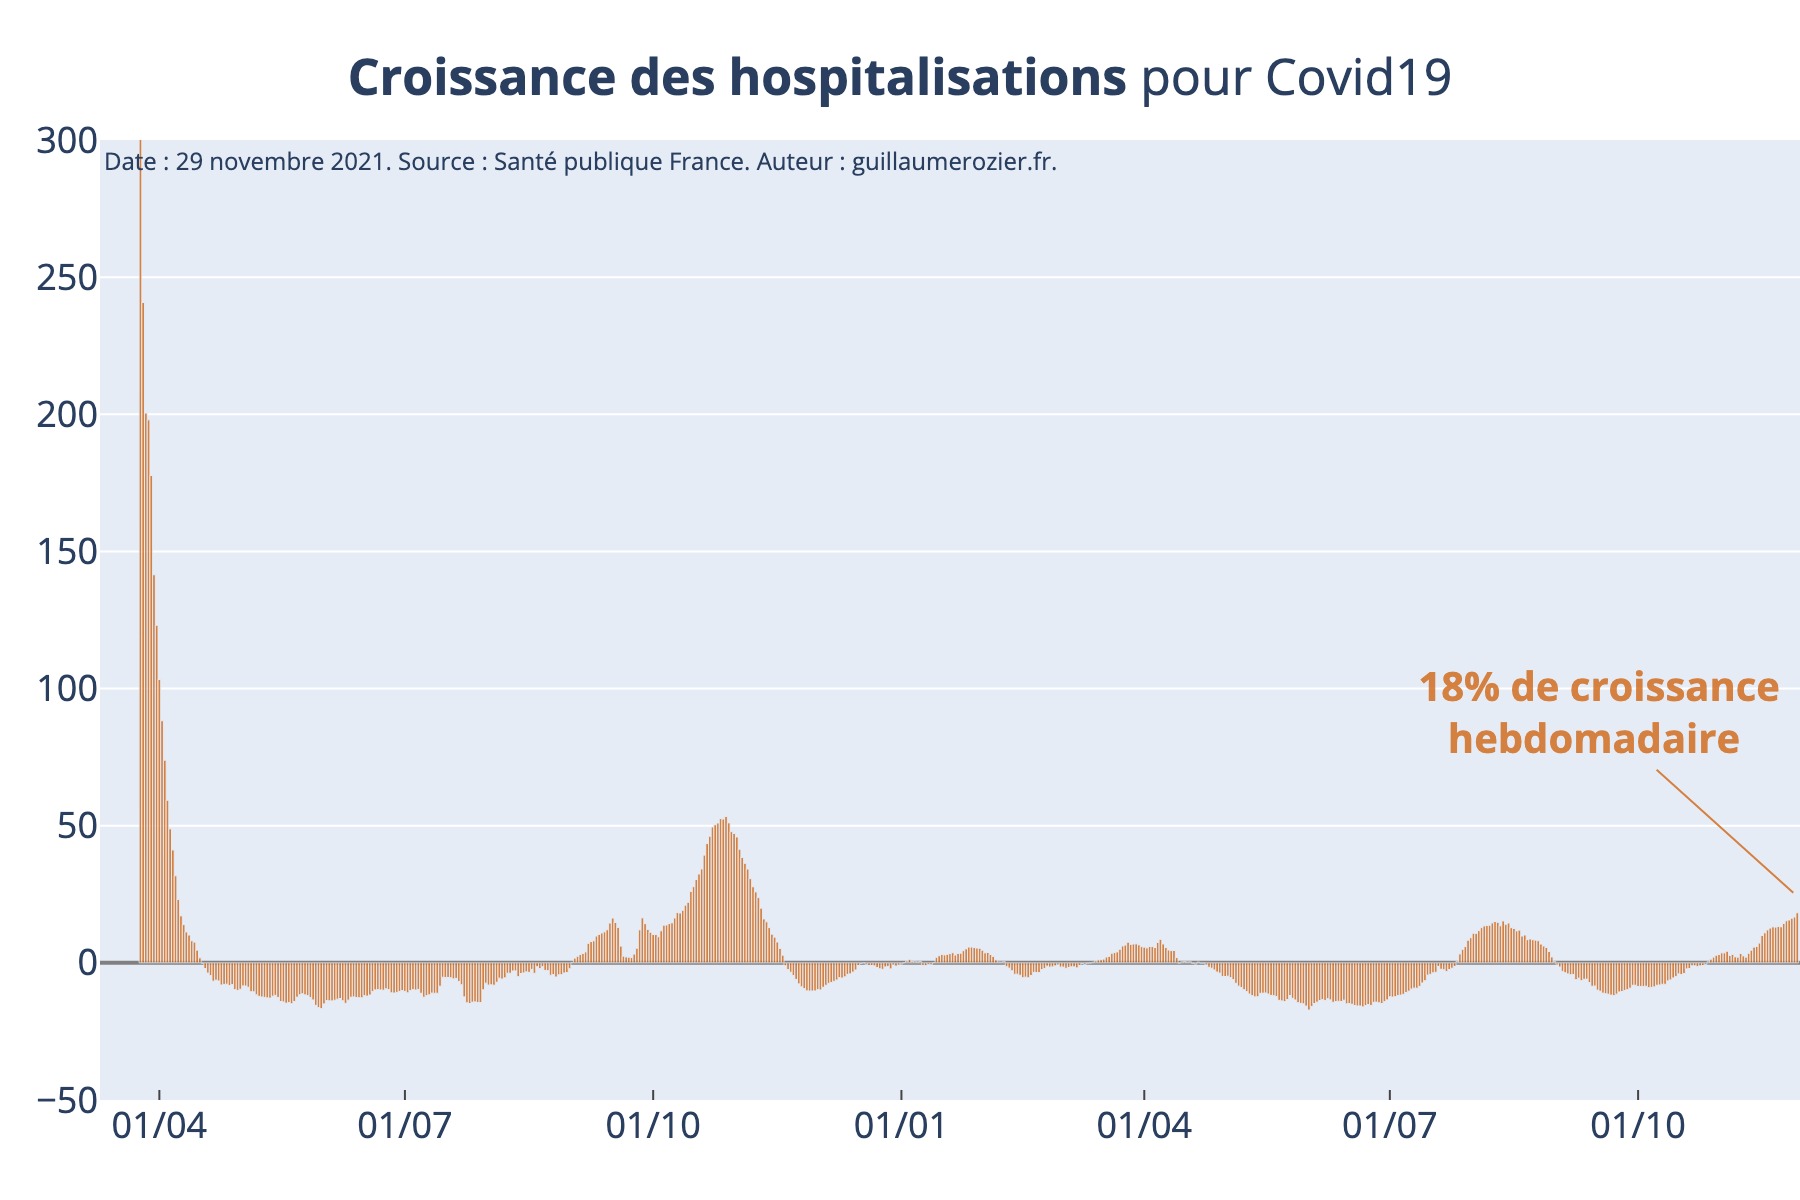 Croissance des hospitalisations pour Covid19
300
Date : 29 novembre 2021. Source : Santé publique France. Auteur : guillaumerozier.fr.
250
200
150
100
18% de croissance
hebdomadaire
50
0
−50
01/04 01/07 01/10 01/01 01/04 01/07 01/10